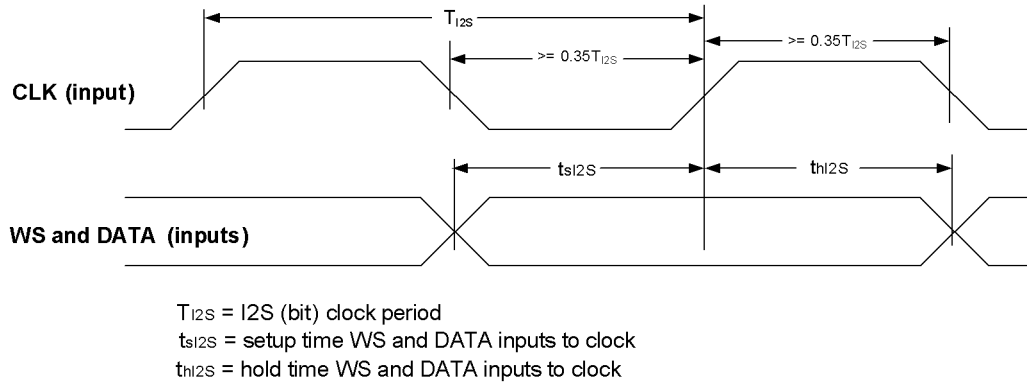 TI2S
>= 0.35TI2S
>= 0.35TI2S
CLK (input)
tsI2S
thI2S
WS and DATA (inputs)
TI2S = I2S (bit) clock period
tsI2S = setup time WS and DATA inputs to clock
thI2S = hold time WS and DATA inputs to clock